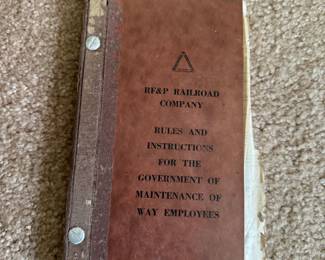 RF&P RAILROAD
COMPANY
RULES AND
INSTRUCTIONS
FOR THE
GOVERNMENT OF
MAINTENANCE OF
WAY EMPLOYEES